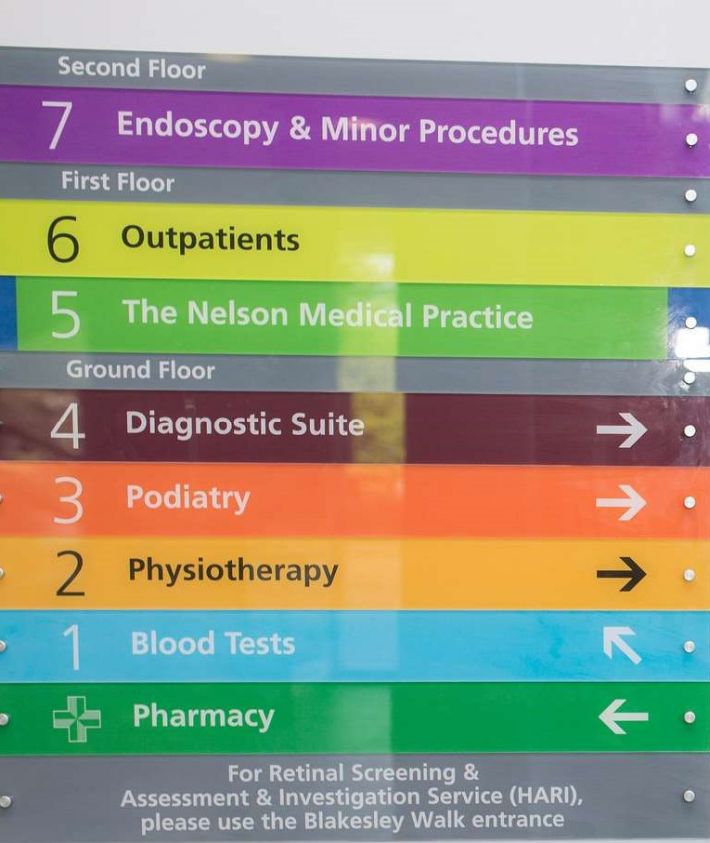 Second Floor
7 Endoscopy & Minor Procedures
First Floor
6 Outpatients
5 The Nelson Medical Practice
Ground Floor
4 Diagnostic Suite →
3 Podiatry →
2 Physiotherapy →
1 Blood Tests ↖
Pharmacy ←
For Retinal Screening &
Assessment & Investigation Service (HARI),
please use the Blakesley Walk entrance